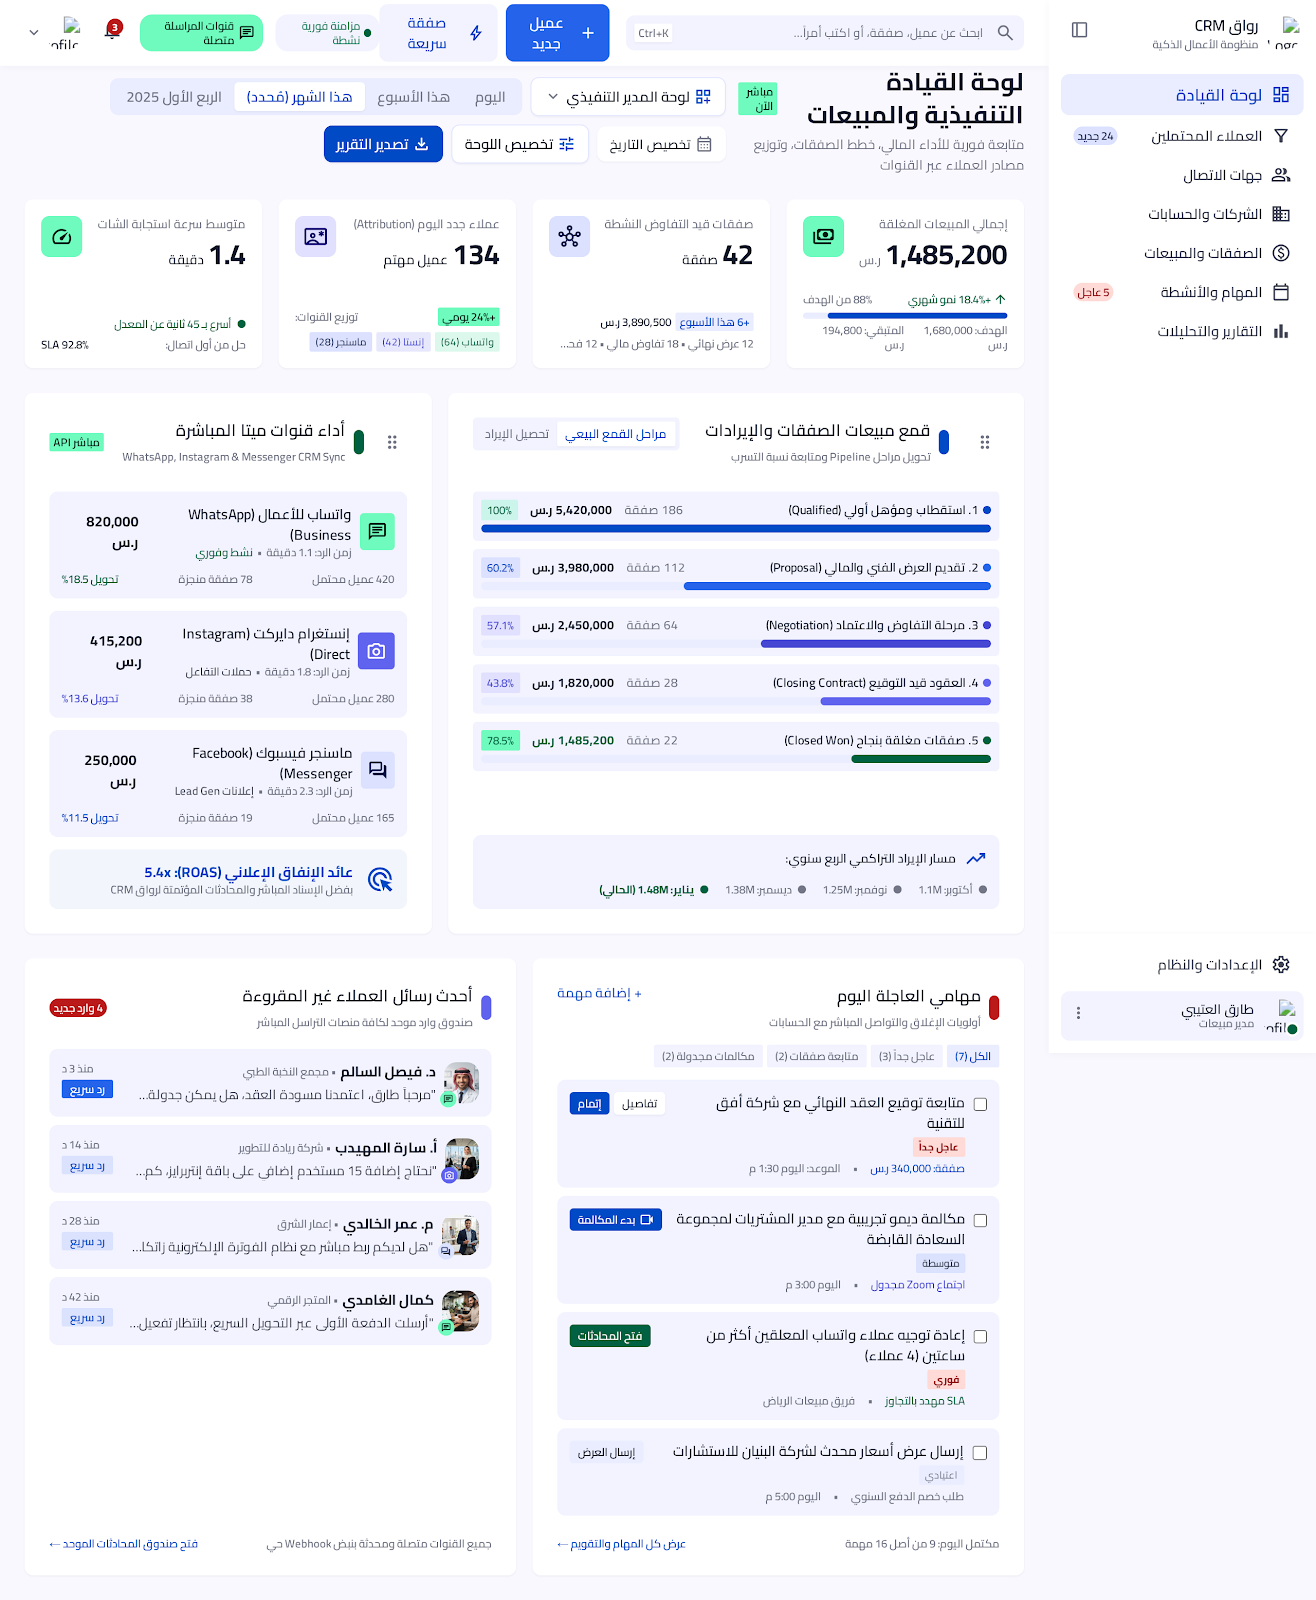 رواق CRM
منظومة الأعمال الذكية
لوحة القيادة
العملاء المحتملين
24 جديد
جهات الاتصال
الشركات والحسابات
الصفقات والمبيعات
المهام والأنشطة
5 عاجل
التقارير والتحليلات
الإعدادات والنظام
طارق العتيبي
مدير مبيعات
ابحث عن عميل، صفقة، أو اكتب أمراً...
Ctrl+K
عميل جديد
صفقة سريعة
مزامنة فورية نشطة
قنوات المراسلة متصلة
3
لوحة القيادة
التنفيذية والمبيعات
مباشر الآن
متابعة فورية للأداء المالي، خطط الصفقات، وتوزيع
مصادر العملاء عبر القنوات
لوحة المدير التنفيذي
اليوم
هذا الأسبوع
هذا الشهر (مُحدد)
الربع الأول 2025
تخصيص التاريخ
تخصيص اللوحة
تصدير التقرير
إجمالي المبيعات المغلقة
1,485,200 ر.س
+18.4% نمو شهري
88% من الهدف
الهدف: 1,680,000 ر.س
المتبقي: 194,800 ر.س
صفقات قيد التفاوض النشطة
42 صفقة
+6 هذا الأسبوع
3,890,500 ر.س
12 عرض نهائي • 18 تفاوض مالي • 12 فحـ...
عملاء جدد اليوم (Attribution)
134 عميل مهتم
+24% يومي
توزيع القنوات:
واتساب (64)
إنستا (42)
ماسنجر (28)
متوسط سرعة استجابة الشات
1.4 دقيقة
أسرع بـ 45 ثانية عن المعدل
حل من أول اتصال:
SLA 92.8%
قمع مبيعات الصفقات والإيرادات
تحويل مراحل Pipeline ومتابعة نسبة التسرب
مراحل القمع البيعي
تحصيل الإيراد
1. استقطاب ومؤهل أولي (Qualified)
186 صفقة
5,420,000 ر.س
100%
2. تقديم العرض الفني والمالي (Proposal)
112 صفقة
3,980,000 ر.س
60.2%
3. مرحلة التفاوض والاعتماد (Negotiation)
64 صفقة
2,450,000 ر.س
57.1%
4. العقود قيد التوقيع (Closing Contract)
28 صفقة
1,820,000 ر.س
43.8%
5. صفقات مغلقة بنجاح (Closed Won)
22 صفقة
1,485,200 ر.س
78.5%
مسار الإيراد التراكمي الربع سنوي:
أكتوبر: 1.1M
نوفمبر: 1.25M
ديسمبر: 1.38M
يناير: 1.48M (الحالي)
أداء قنوات ميتا المباشرة
WhatsApp, Instagram & Messenger CRM Sync
مباشر API
واتساب للأعمال (WhatsApp Business)
زمن الرد: 1.1 دقيقة • نشط وفوري
820,000 ر.س
420 عميل محتمل
78 صفقة منجزة
تحويل 18.5%
إنستغرام دايركت (Instagram Direct)
زمن الرد: 1.8 دقيقة • حملات التفاعل
415,200 ر.س
280 عميل محتمل
38 صفقة منجزة
تحويل 13.6%
ماسنجر فيسبوك (Facebook Messenger)
زمن الرد: 2.3 دقيقة • إعلانات Lead Gen
250,000 ر.س
165 عميل محتمل
19 صفقة منجزة
تحويل 11.5%
عائد الإنفاق الإعلاني (ROAS): 5.4x
بفضل الإسناد المباشر والمحادثات المؤتمتة لرواق CRM
مهامي العاجلة اليوم
أولويات الإغلاق والتواصل المباشر مع الحسابات
+ إضافة مهمة
الكل (7)
عاجل جداً (3)
متابعة صفقات (2)
مكالمات مجدولة (2)
متابعة توقيع العقد النهائي مع شركة أفق
للتقنية
عاجل جداً
صفقة: 340,000 ر.س • الموعد: اليوم 1:30 م
تفاصيل
إتمام
مكالمة ديمو تجريبية مع مدير المشتريات لمجموعة
السعادة القابضة
متوسطة
اجتماع Zoom مجدول • اليوم 3:00 م
بدء المكالمة
إعادة توجيه عملاء واتساب المعلقين أكثر من
ساعتين (4 عملاء)
فوري
SLA مهدد بالتجاوز • فريق مبيعات الرياض
فتح المحادثات
إرسال عرض أسعار محدث لشركة البنيان للاستشارات
اعتيادي
طلب خصم الدفع السنوي • اليوم 5:00 م
إرسال العرض
مكتمل اليوم: 9 من أصل 16 مهمة
عرض كل المهام والتقويم ←
أحدث رسائل العملاء غير المقروءة
صندوق وارد موحد لكافة منصات التراسل المباشر
4 وارد جديد
د. فيصل السالم • مجمع النخبة الطبي
"مرحباً طارق، اعتمدنا مسودة العقد، هل يمكن جدولة...
منذ 3 د
رد سريع
أ. سارة المهيدب • شركة ريادة للتطوير
"نحتاج إضافة 15 مستخدم إضافي على باقة إنتربرايز، كم...
منذ 14 د
رد سريع
م. عمر الخالدي • إعمار الشرق
"هل لديكم ربط مباشر مع نظام الفوترة الإلكترونية زاتكا...
منذ 28 د
رد سريع
كمال الغامدي • المتجر الرقمي
"أرسلت الدفعة الأولى عبر التحويل السريع، بانتظار تفعيل...
منذ 42 د
رد سريع
جميع القنوات متصلة ومحدثة بنبض Webhook حي
فتح صندوق المحادثات الموحد ←